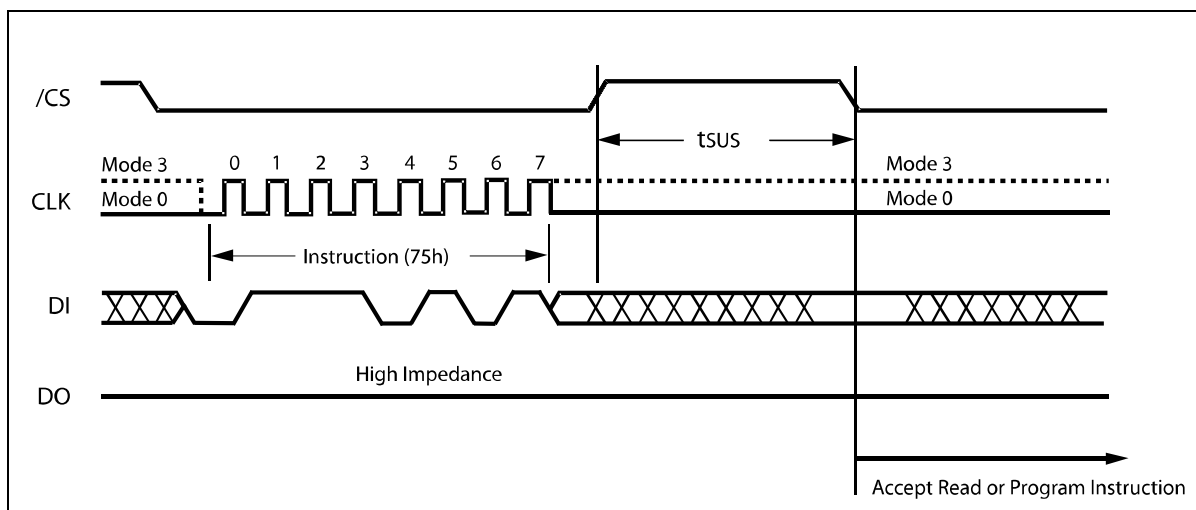 /CS
tSUS
Mode 3
0 1 2 3 4 5 6 7
Mode 3
CLK
Mode 0
Mode 0
Instruction (75h)
DI
High Impedance
DO
Accept Read or Program Instruction